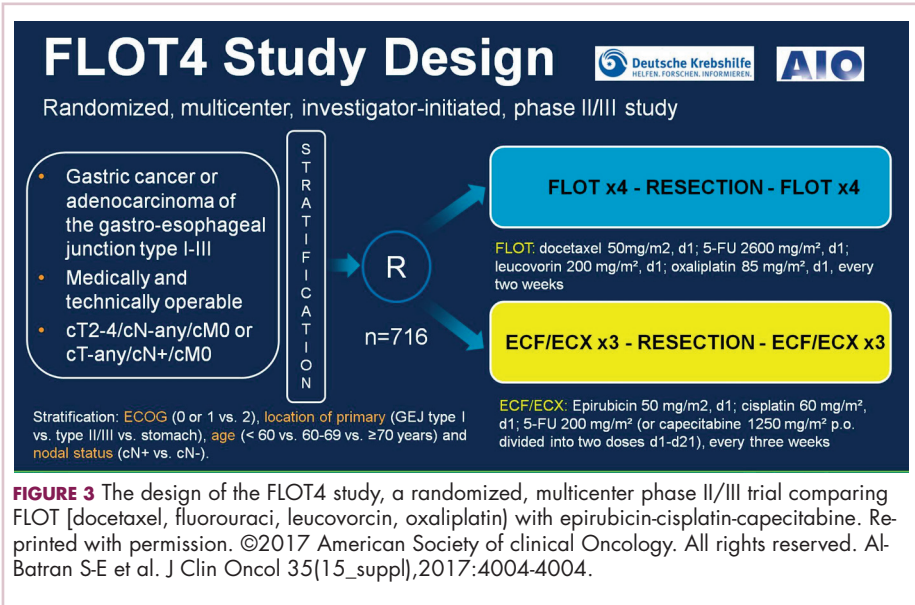 FLOT4 Study Design
Deutsche Krebshilfe
HELFEN. FORSCHEN. INFORMIEREN.
AIO
Randomized, multicenter, investigator-initiated, phase II/III study
• Gastric cancer or
adenocarcinoma of
the gastro-esophageal
junction type I-III
• Medically and
technically operable
• cT2-4/cN-any/cM0 or
cT-any/cN+/cM0
STRATIFICATION
R
n=716
FLOT x4 - RESECTION - FLOT x4
FLOT: docetaxel 50mg/m2, d1; 5-FU 2600 mg/m², d1;
leucovorin 200 mg/m², d1; oxaliplatin 85 mg/m², d1, every
two weeks
ECF/ECX x3 - RESECTION - ECF/ECX x3
ECF/ECX: Epirubicin 50 mg/m2, d1; cisplatin 60 mg/m²,
d1; 5-FU 200 mg/m² (or capecitabine 1250 mg/m² p.o.
divided into two doses d1-d21), every three weeks
Stratification: ECOG (0 or 1 vs. 2), location of primary (GEJ type I
vs. type II/III vs. stomach), age (< 60 vs. 60-69 vs. ≥70 years) and
nodal status (cN+ vs. cN-).
FIGURE 3 The design of the FLOT4 study, a randomized, multicenter phase II/III trial comparing
FLOT [docetaxel, fluorouraci, leucovorcin, oxaliplatin) with epirubicin-cisplatin-capecitabine. Re-
printed with permission. ©2017 American Society of clinical Oncology. All rights reserved. Al-
Batran S-E et al. J Clin Oncol 35(15_suppl),2017:4004-4004.